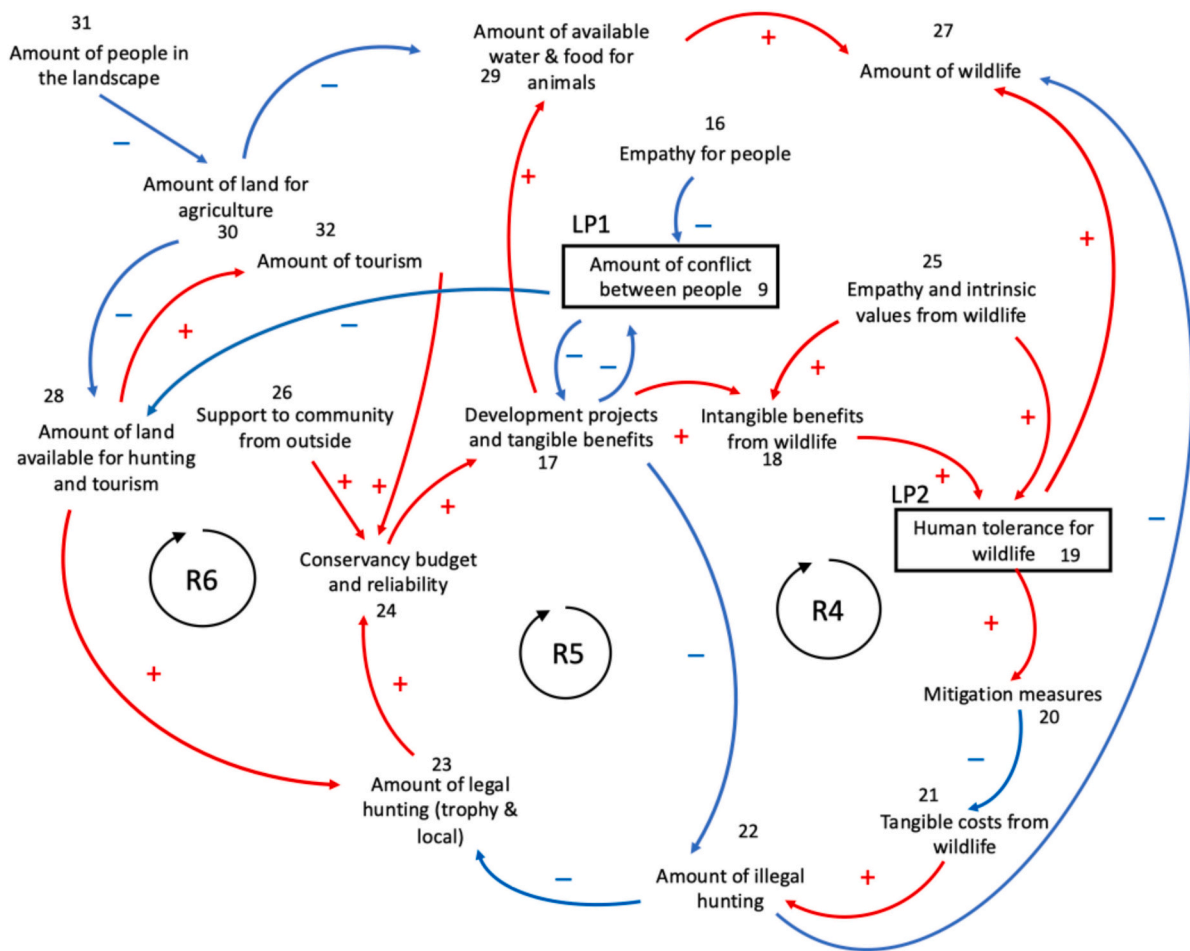 31
Amount of people in
the landscape
−
Amount of land for
agriculture
30
−
Amount of available
water & food for
29
animals
+
27
Amount of wildlife
16
Empathy for people
−
+
LP1
Amount of conflict
between people 9
32
Amount of tourism
−
+
−
−
−
25
Empathy and intrinsic
values from wildlife
+
+
+
28
Amount of land
available for hunting
and tourism
26
Support to community
from outside
+
+
Development projects
and tangible benefits
17
+
Intangible benefits
from wildlife
18
+
+
LP2
Human tolerance for
wildlife 19
−
R6
Conservancy budget
and reliability
24
R5
R4
+
−
Mitigation measures
20
+
+
−
23
Amount of legal
hunting (trophy &
local)
21
Tangible costs from
wildlife
22
Amount of illegal
hunting
−
+